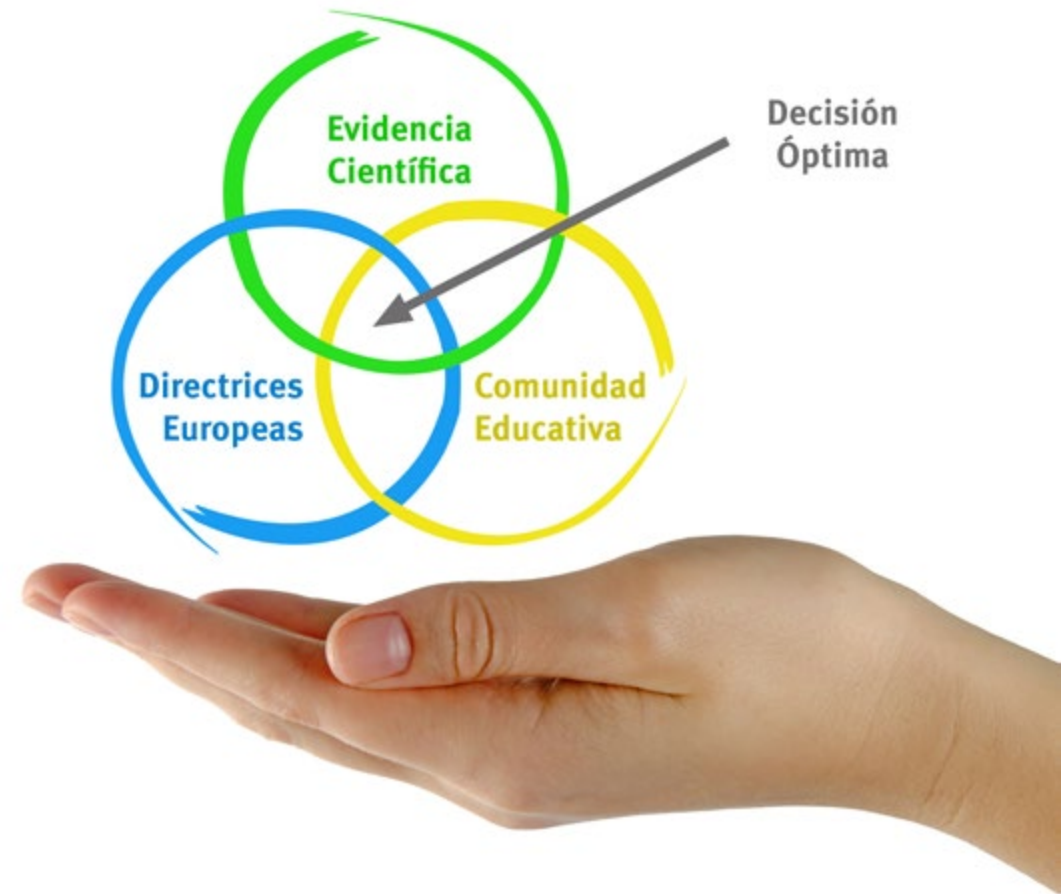 Evidencia
Científica
Decisión
Óptima
Directrices
Europeas
Comunidad
Educativa